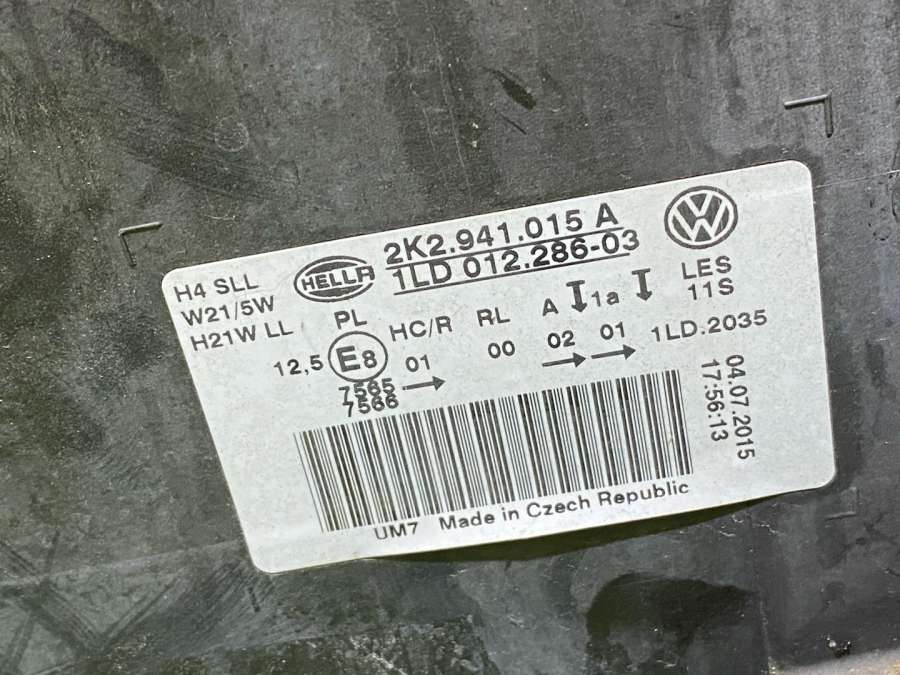 2K2.941.015 A
HELLA
1LD 012.286-03
H4 SLL
W21/5W
H21W LL
PL HC/R RL A 1a LES
11S
12,5 E8 01 00 02 01 1LD.2035
7565
7566
04.07.2015
17:56:13
UM7 Made in Czech Republic